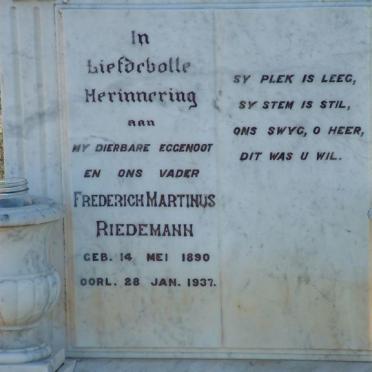 In
Liefdevolle
Herinnering
aan
MY DIERBARE EGGENOOT
EN ONS VADER
FREDERICH MARTINUS
RIEDEMANN
GEB. 14 MEI 1890
OORL. 28 JAN. 1937.
SY PLEK IS LEEG,
SY STEM IS STIL,
ONS SWYG, O HEER,
DIT WAS U WIL.